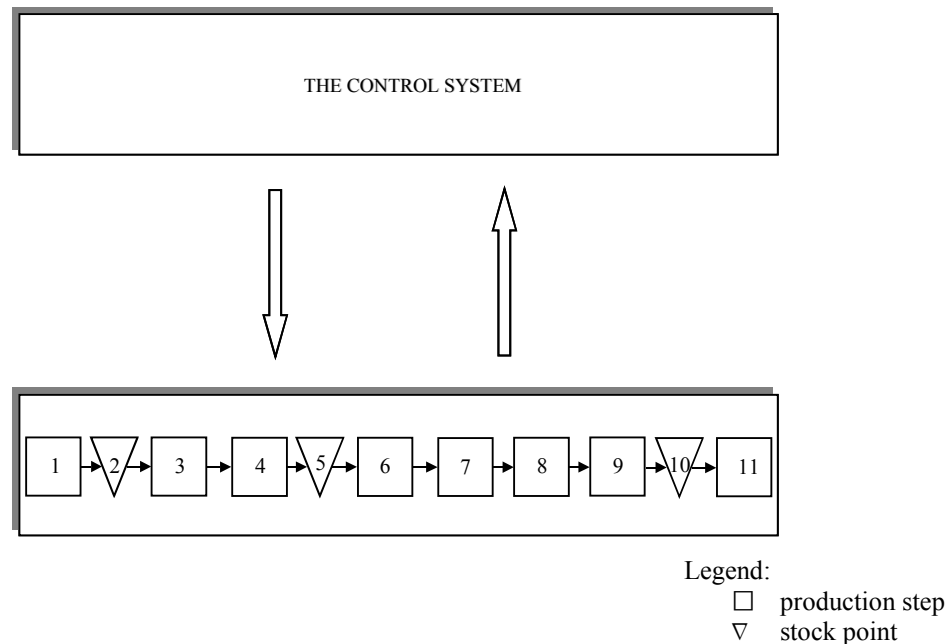 THE CONTROL SYSTEM
1 2 3 4 5 6 7 8 9 10 11
Legend:
production step
stock point